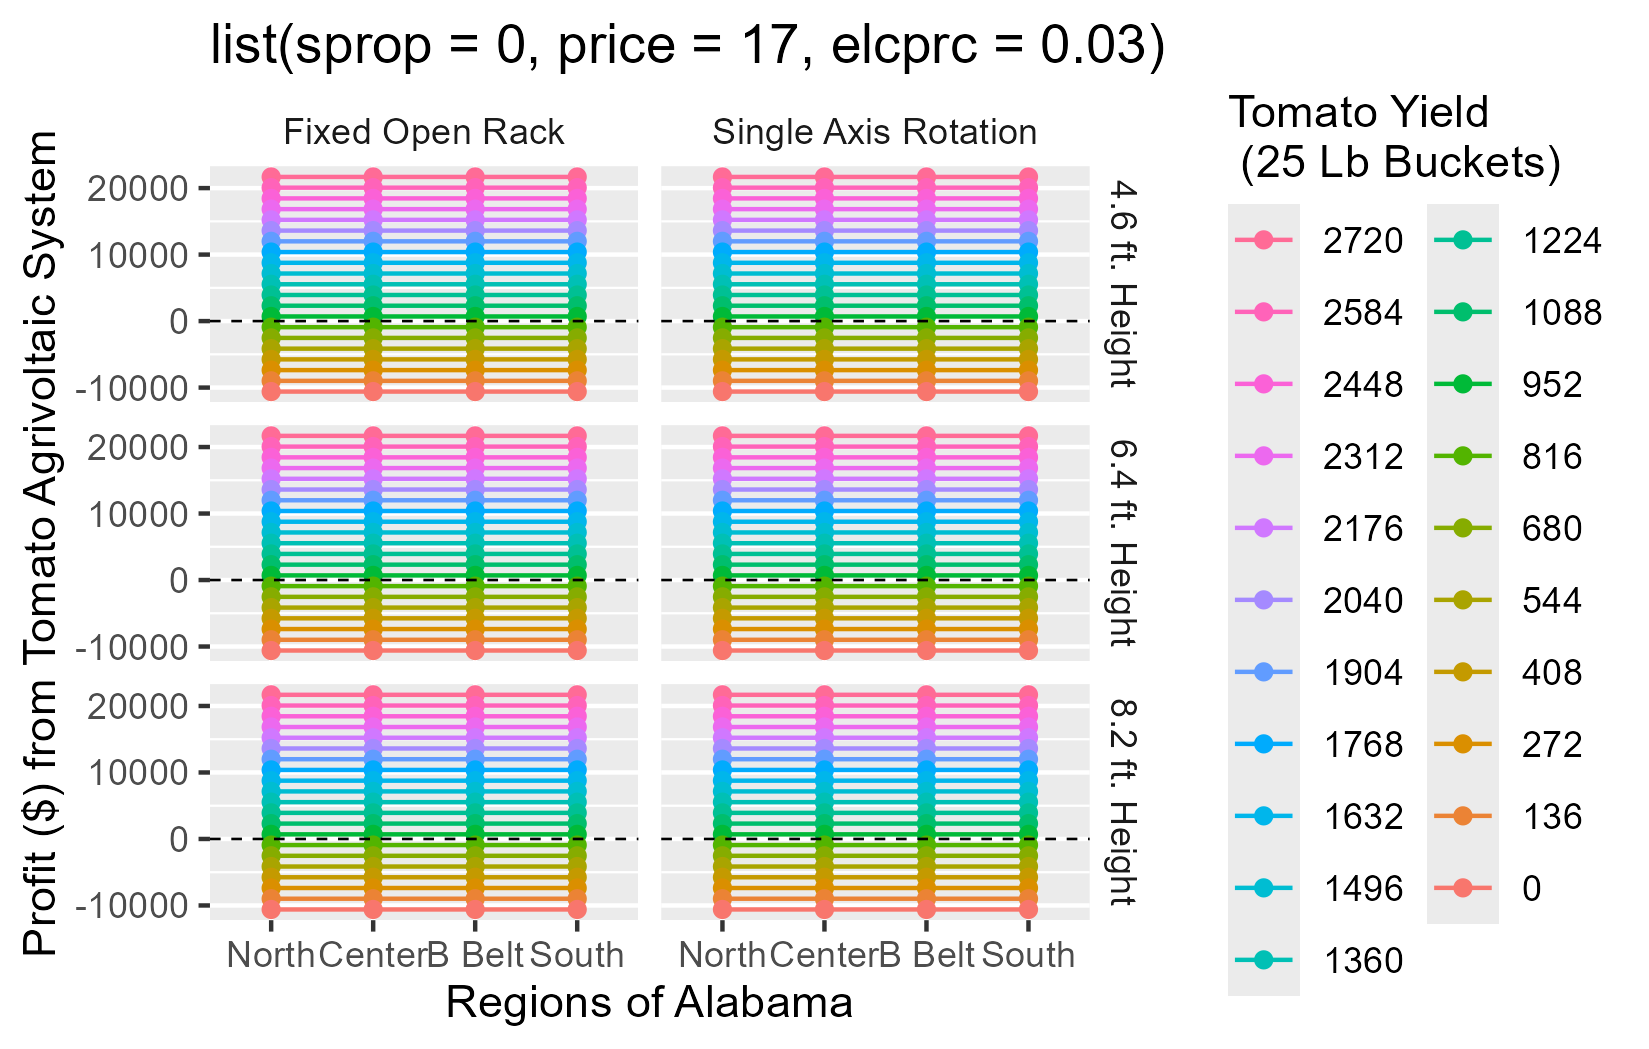 list(sprop = 0, price = 17, elcprc = 0.03)
Fixed Open Rack
Single Axis Rotation
Profit ($) from Tomato Agrivoltaic System
20000
10000
0
-10000
4.6 ft. Height
20000
10000
0
-10000
6.4 ft. Height
20000
10000
0
-10000
8.2 ft. Height
North Center B Belt South
North Center B Belt South
Regions of Alabama
Tomato Yield
(25 Lb Buckets)
2720
2584
2448
2312
2176
2040
1904
1768
1632
1496
1360
1224
1088
952
816
680
544
408
272
136
0